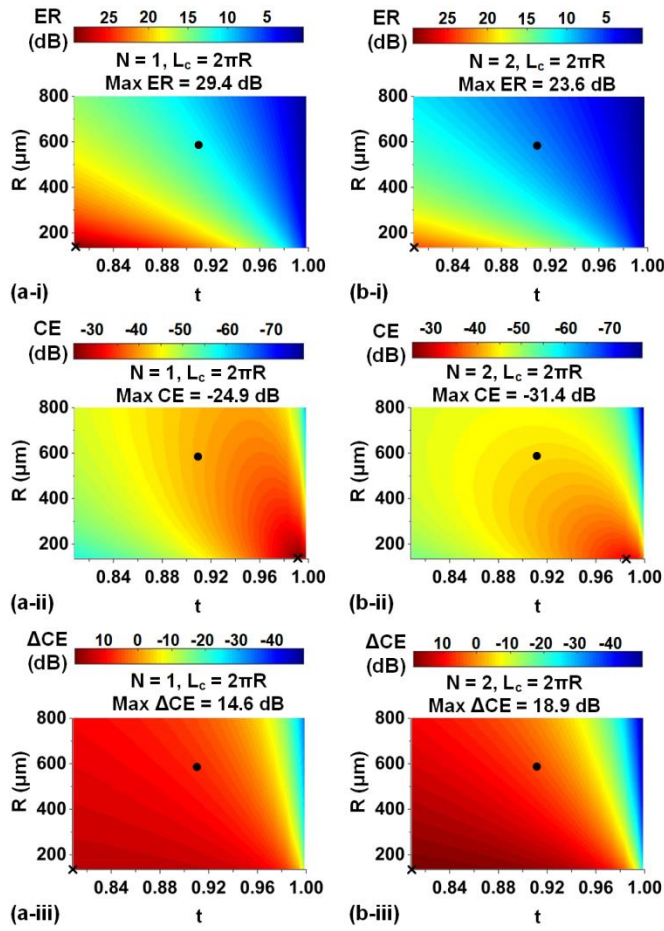 ER 25 20 15 10 5
(dB)
N = 1, Lc = 2πR
Max ER = 29.4 dB
800
600
400
200
R (μm)
0.84 0.88 0.92 0.96 1.00
(a-i) t
ER 25 20 15 10 5
(dB)
N = 2, Lc = 2πR
Max ER = 23.6 dB
800
600
400
200
R (μm)
0.84 0.88 0.92 0.96 1.00
(b-i) t
CE -30 -40 -50 -60 -70
(dB)
N = 1, Lc = 2πR
Max CE = -24.9 dB
800
600
400
200
R (μm)
0.84 0.88 0.92 0.96 1.00
(a-ii) t
CE -30 -40 -50 -60 -70
(dB)
N = 2, Lc = 2πR
Max CE = -31.4 dB
800
600
400
200
R (μm)
0.84 0.88 0.92 0.96 1.00
(b-ii) t
ΔCE 10 0 -10 -20 -30 -40
(dB)
N = 1, Lc = 2πR
Max ΔCE = 14.6 dB
800
600
400
200
R (μm)
0.84 0.88 0.92 0.96 1.00
(a-iii) t
ΔCE 10 0 -10 -20 -30 -40
(dB)
N = 2, Lc = 2πR
Max ΔCE = 18.9 dB
800
600
400
200
R (μm)
0.84 0.88 0.92 0.96 1.00
(b-iii) t